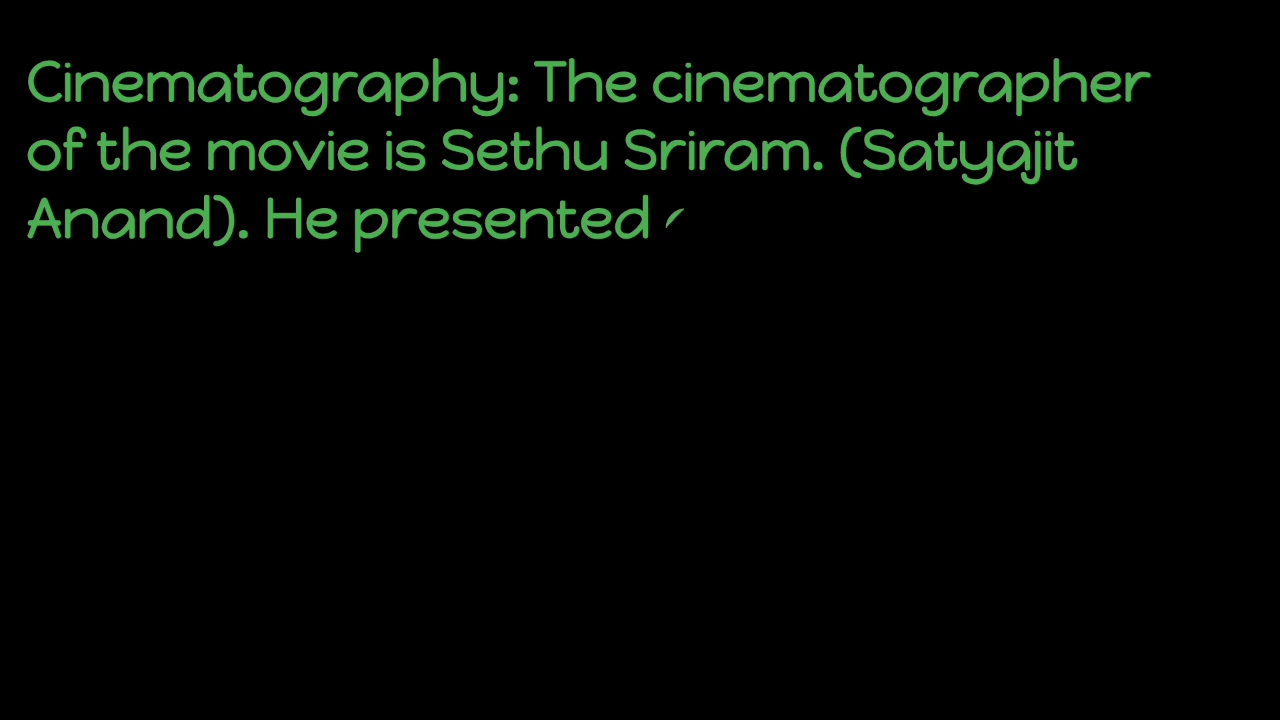 Cinematography: The cinematographer
of the movie is Sethu Sriram. (Satyajit
Anand). He presented